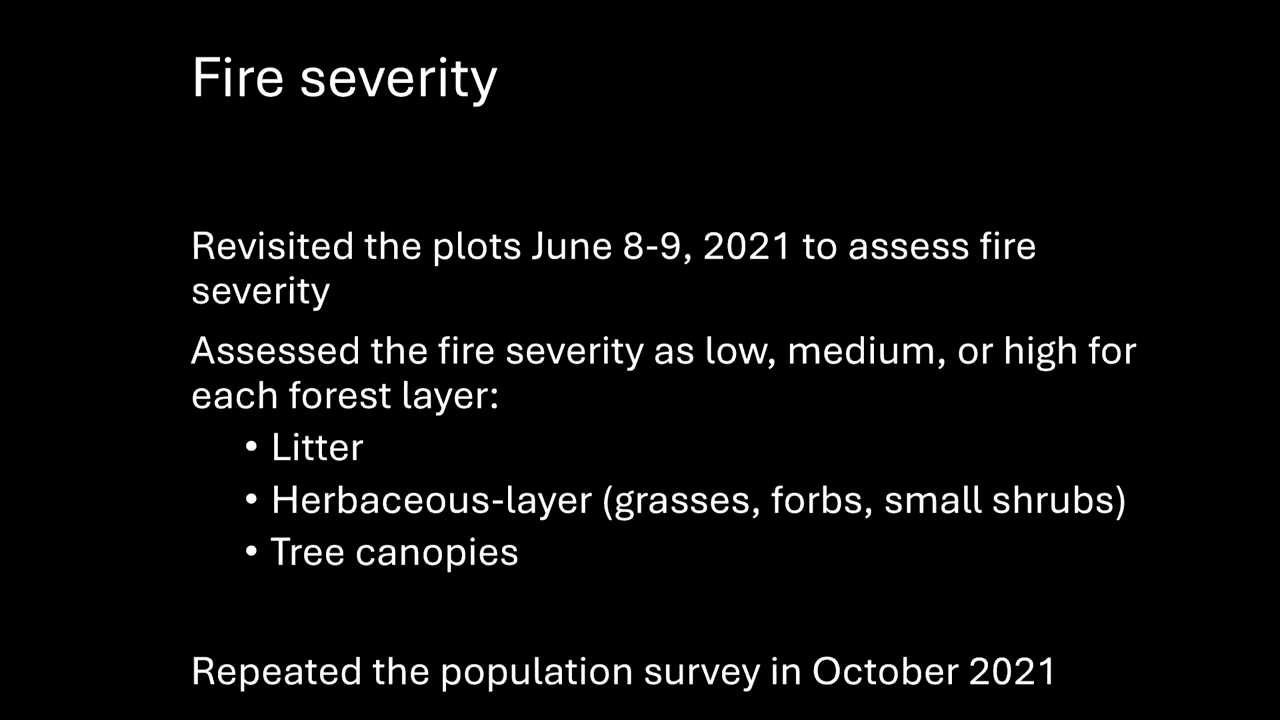 Fire severity
Revisited the plots June 8-9, 2021 to assess fire
severity
Assessed the fire severity as low, medium, or high for
each forest layer:
• Litter
• Herbaceous-layer (grasses, forbs, small shrubs)
• Tree canopies
Repeated the population survey in October 2021